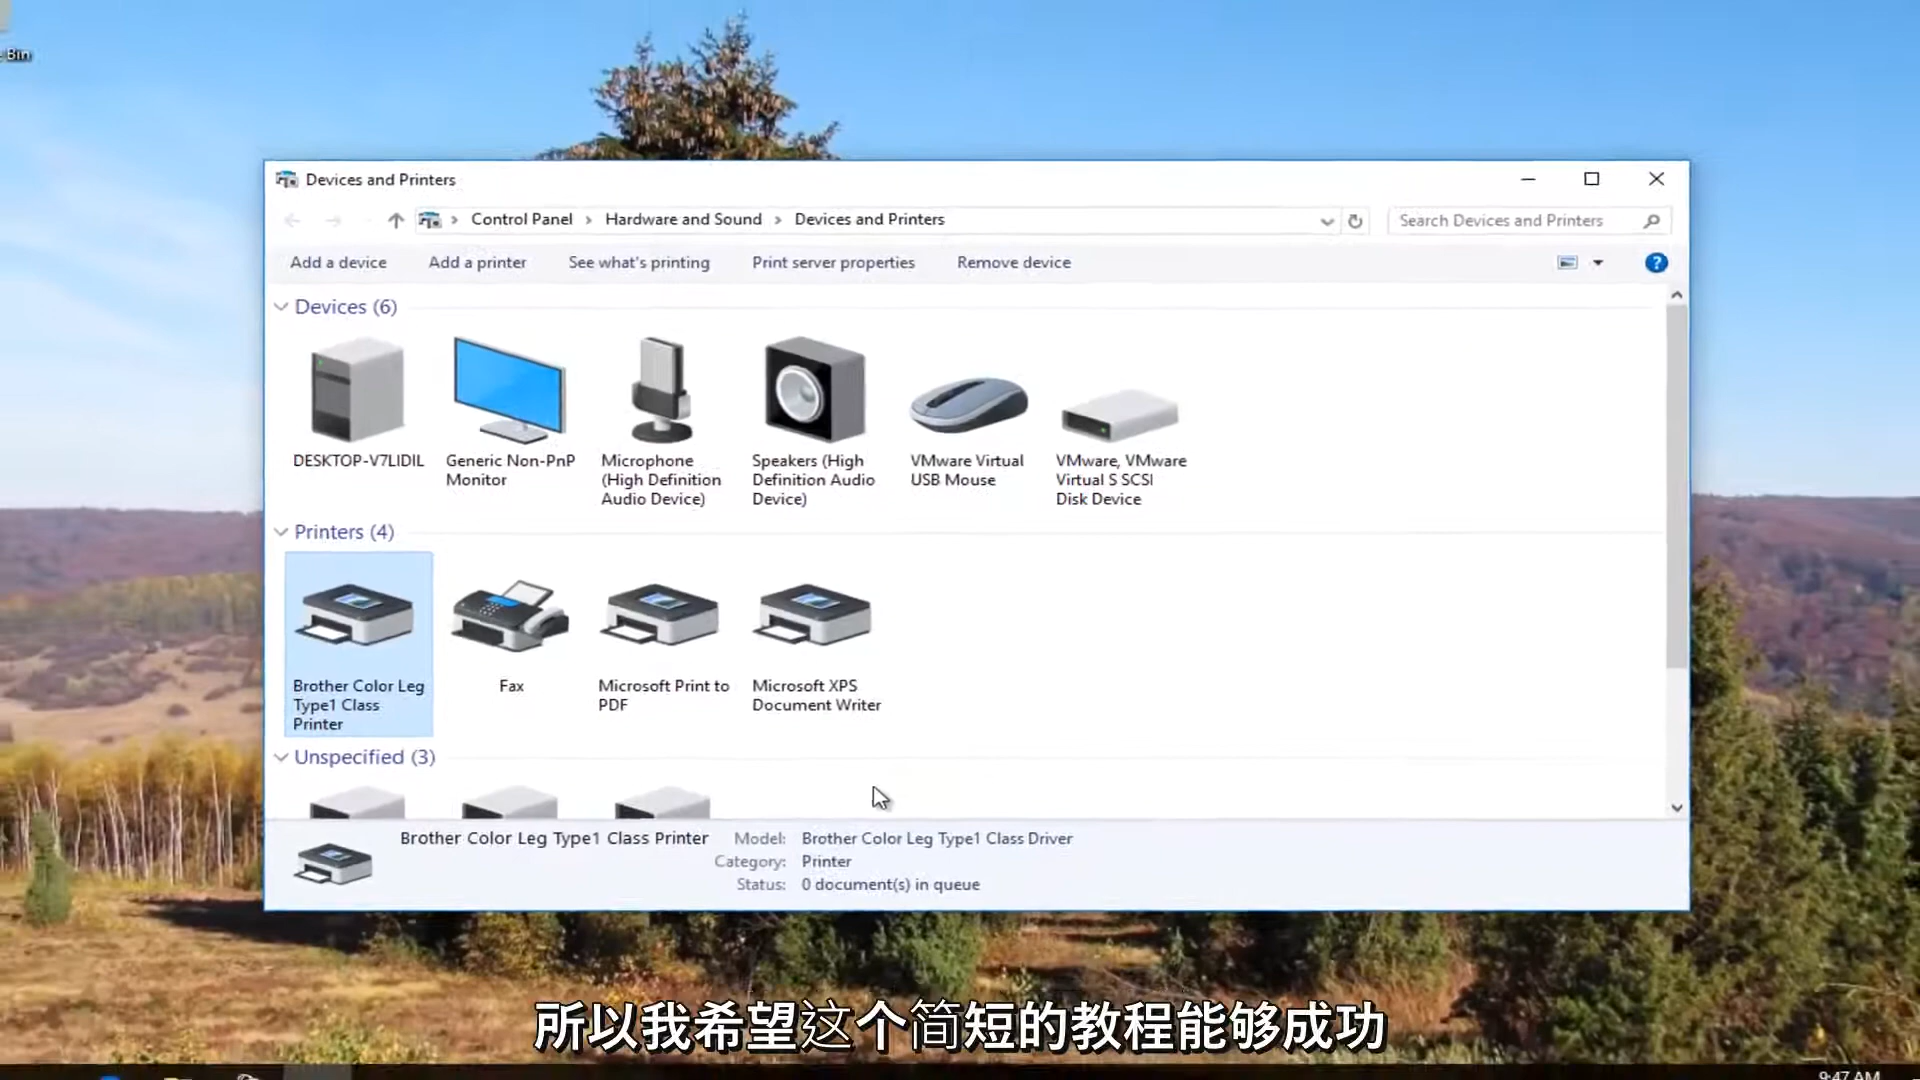 Bin
Devices and Printers
Control Panel > Hardware and Sound > Devices and Printers
Search Devices and Printers
Add a device
Add a printer
See what's printing
Print server properties
Remove device
?
Devices (6)
DESKTOP-V7LIDIL
Generic Non-PnP
Monitor
Microphone
(High Definition
Audio Device)
Speakers (High
Definition Audio
Device)
VMware Virtual
USB Mouse
VMware, VMware
Virtual S SCSI
Disk Device
Printers (4)
Brother Color Leg
Type1 Class
Printer
Fax
Microsoft Print to
PDF
Microsoft XPS
Document Writer
Unspecified (3)
Brother Color Leg Type1 Class Printer
Model: Brother Color Leg Type1 Class Driver
Category: Printer
Status: 0 document(s) in queue
所以我希望这个简短的教程能够成功
9:47 AM